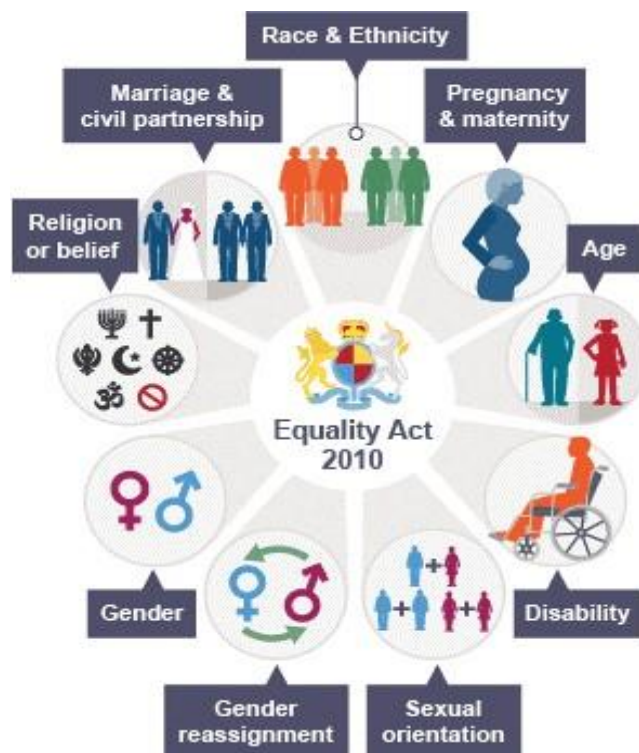 Race & Ethnicity
Marriage &
civil partnership
Pregnancy
& maternity
Religion
or belief
Age
Equality Act
2010
Gender
Disability
Gender
reassignment
Sexual
orientation